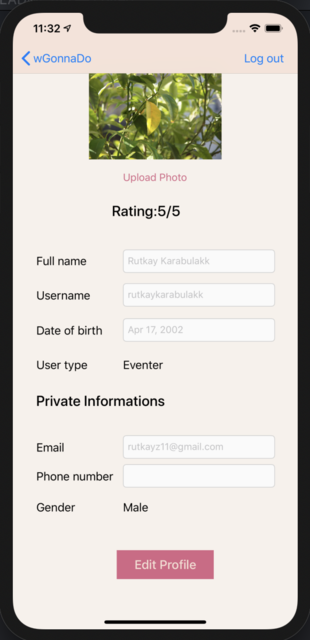 11:32
wGonnaDo
Log out
Upload Photo
Rating:5/5
Full name Rutkay Karabulakk
Username rutkaykarabulakk
Date of birth Apr 17, 2002
User type Eventer
Private Informations
Email rutkayz11@gmail.com
Phone number
Gender Male
Edit Profile